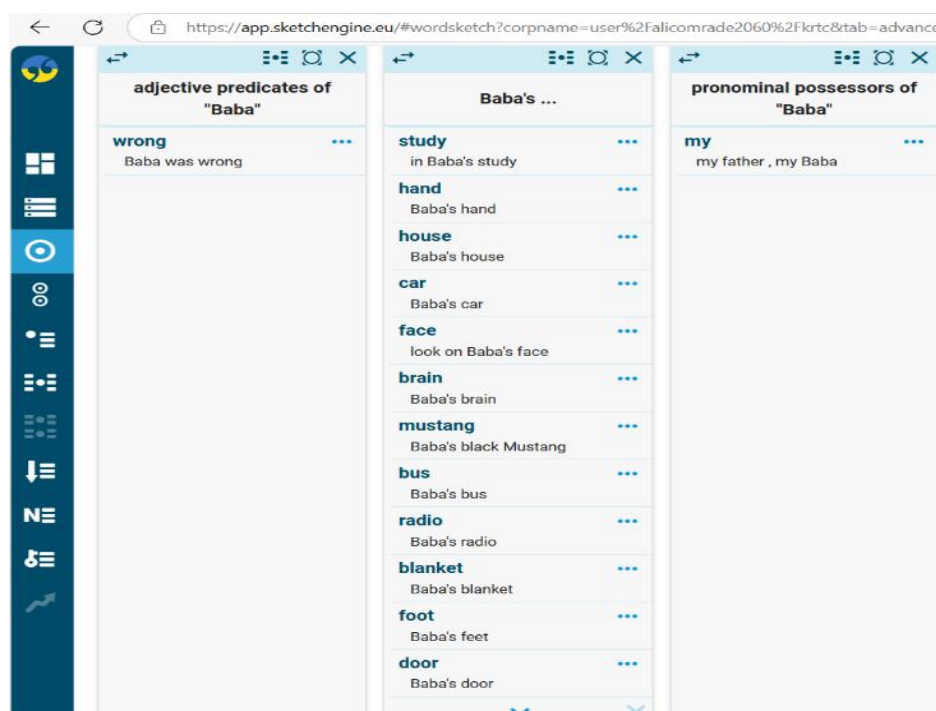 https://app.sketchengine.eu/#wordsketch?corpname=user%2Falicomrade2060%2Fkrtc&tab=advance
adjective predicates of
"Baba"
wrong
Baba was wrong
Baba's ...
study
in Baba's study
hand
Baba's hand
house
Baba's house
car
Baba's car
face
look on Baba's face
brain
Baba's brain
mustang
Baba's black Mustang
bus
Baba's bus
radio
Baba's radio
blanket
Baba's blanket
foot
Baba's feet
door
Baba's door
pronominal possessors of
"Baba"
my
my father , my Baba